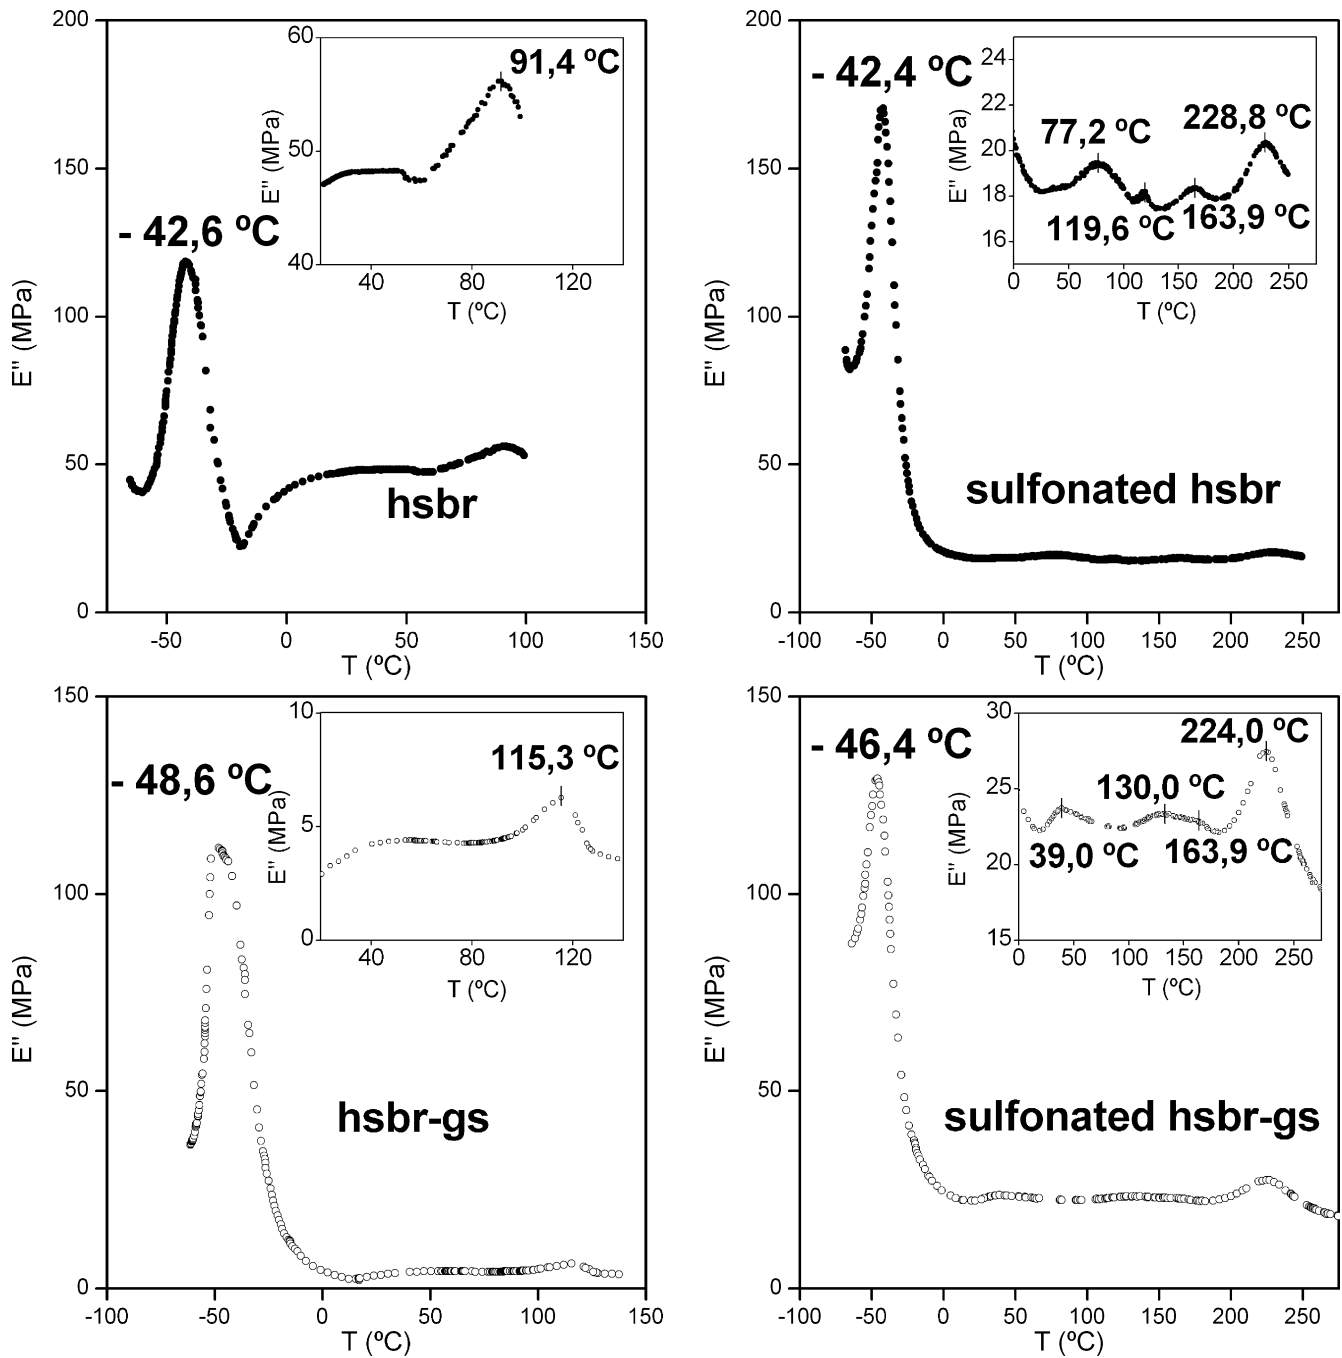 200
150
100
50
0
-50
0
50
100
150
T (ºC)
E'' (MPa)
- 42,6 ºC
hsbr
60
50
40
40
80
120
T (ºC)
E'' (MPa)
91,4 ºC
200
150
100
50
0
-100
-50
0
50
100
150
200
250
T (ºC)
E'' (MPa)
- 42,4 ºC
sulfonated hsbr
24
22
20
18
16
0
50
100
150
200
250
T (ºC)
E'' (MPa)
77,2 ºC
228,8 ºC
119,6 ºC
163,9 ºC
150
100
50
0
-100
-50
0
50
100
150
T (ºC)
E'' (MPa)
- 48,6 ºC
hsbr-gs
10
5
0
40
80
120
T (ºC)
E'' (MPa)
115,3 ºC
150
100
50
0
-100
-50
0
50
100
150
200
250
T (ºC)
E'' (MPa)
- 46,4 ºC
sulfonated hsbr-gs
30
25
20
15
0
50
100
150
200
250
T (ºC)
E'' (MPa)
224,0 ºC
130,0 ºC
39,0 ºC
163,9 ºC